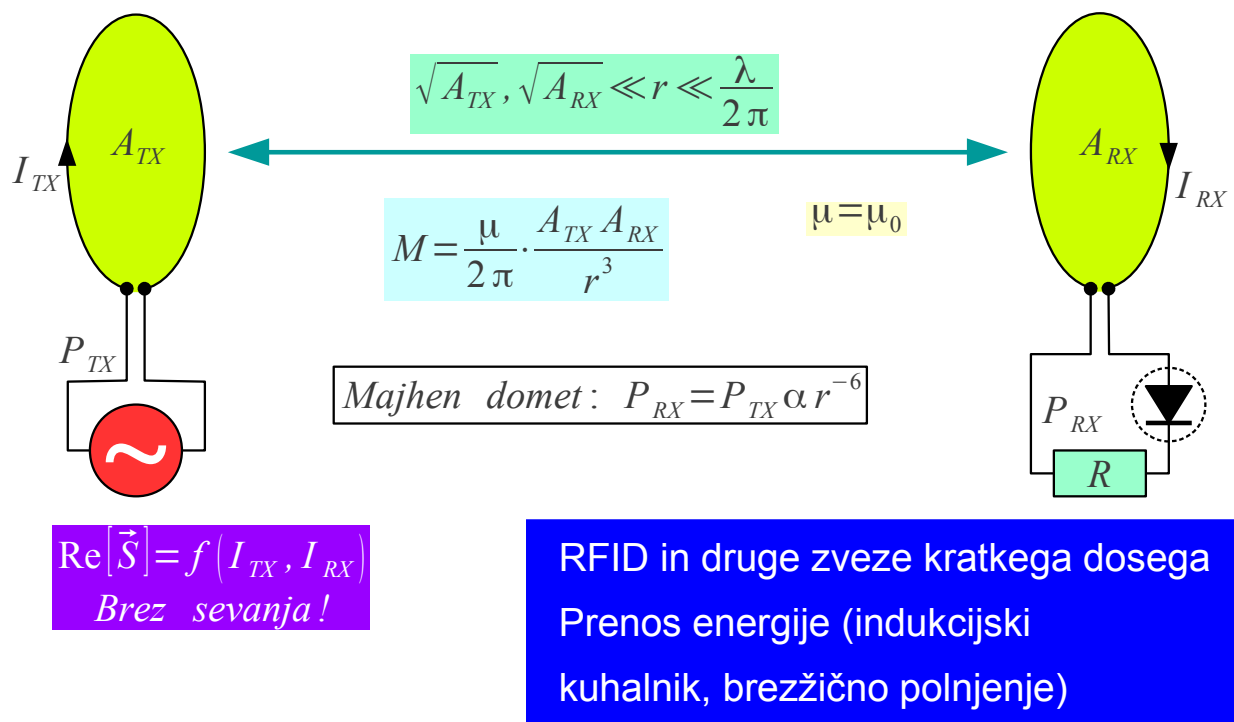 √A_TX, √A_RX ≪ r ≪ λ/2π
A_TX
A_RX
I_TX
I_RX
M = μ/2π · A_TX A_RX/r³
μ=μ₀
P_TX
Majhen domet: P_RX = P_TX α r⁻⁶
P_RX
~
R
Re[S⃗]=f(I_TX, I_RX)
Brez sevanja!
RFID in druge zveze kratkega dosega
Prenos energije (indukcijski
kuhalnik, brezžično polnjenje)